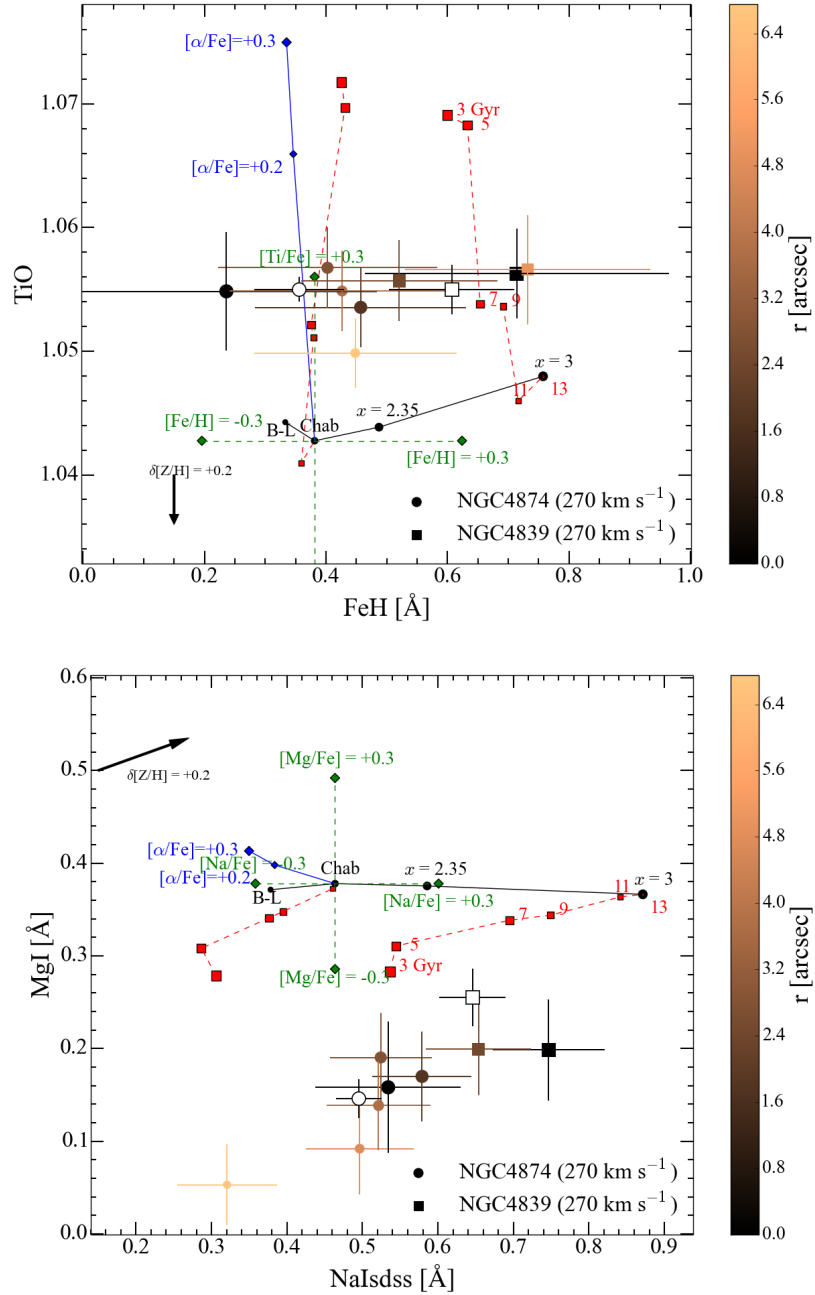 [α/Fe]=+0.3
6.4
1.07
3 Gyr
5
5.6
[α/Fe]=+0.2
4.8
1.06
[Ti/Fe] = +0.3
4.0
TiO
r [arcsec]
3.2
7
9
1.05
2.4
x = 3
11
13
x = 2.35
[Fe/H] = -0.3
Chab
B-L
1.6
[Fe/H] = +0.3
δ[Z/H] = +0.2
1.04
NGC4874 (270 km s⁻¹)
0.8
NGC4839 (270 km s⁻¹)
0.0
0.0 0.2 0.4 0.6 0.8 1.0
FeH [Å]
0.6
6.4
δ[Z/H] = +0.2
[Mg/Fe] = +0.3
5.6
0.5
4.8
[α/Fe]=+0.3
[Na/Fe] = -0.3
Chab
x = 2.35
0.4
[α/Fe]=+0.2
x = 3
11
4.0
B-L
[Na/Fe] = +0.3
13
9
7
MgI [Å]
r [arcsec]
5
0.3
3 Gyr
[Mg/Fe] = -0.3
3.2
2.4
0.2
1.6
0.1
NGC4874 (270 km s⁻¹)
0.8
NGC4839 (270 km s⁻¹)
0.0
0.0
0.2 0.3 0.4 0.5 0.6 0.7 0.8 0.9
NaIsdss [Å]